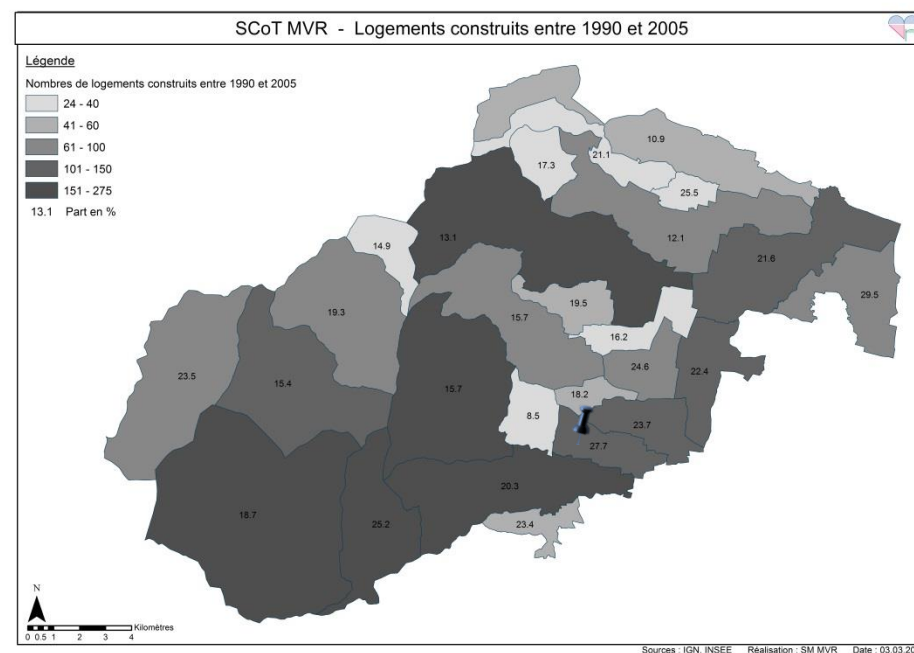 SCoT MVR - Logements construits entre 1990 et 2005
Légende
Nombres de logements construits entre 1990 et 2005
24 - 40
41 - 60
61 - 100
101 - 150
151 - 275
13.1 Part en %
10.9
21.1
17.3
25.5
12.1
13.1
14.9
21.6
29.5
19.3
19.5
15.7
16.2
23.5
24.6
22.4
15.4
15.7
18.2
8.5
23.7
27.7
20.3
18.7
25.2
23.4
N
0 0.5 1 2 3 4 Kilomètres
Sources : IGN, INSEE Réalisation : SM MVR Date : 03.03.20